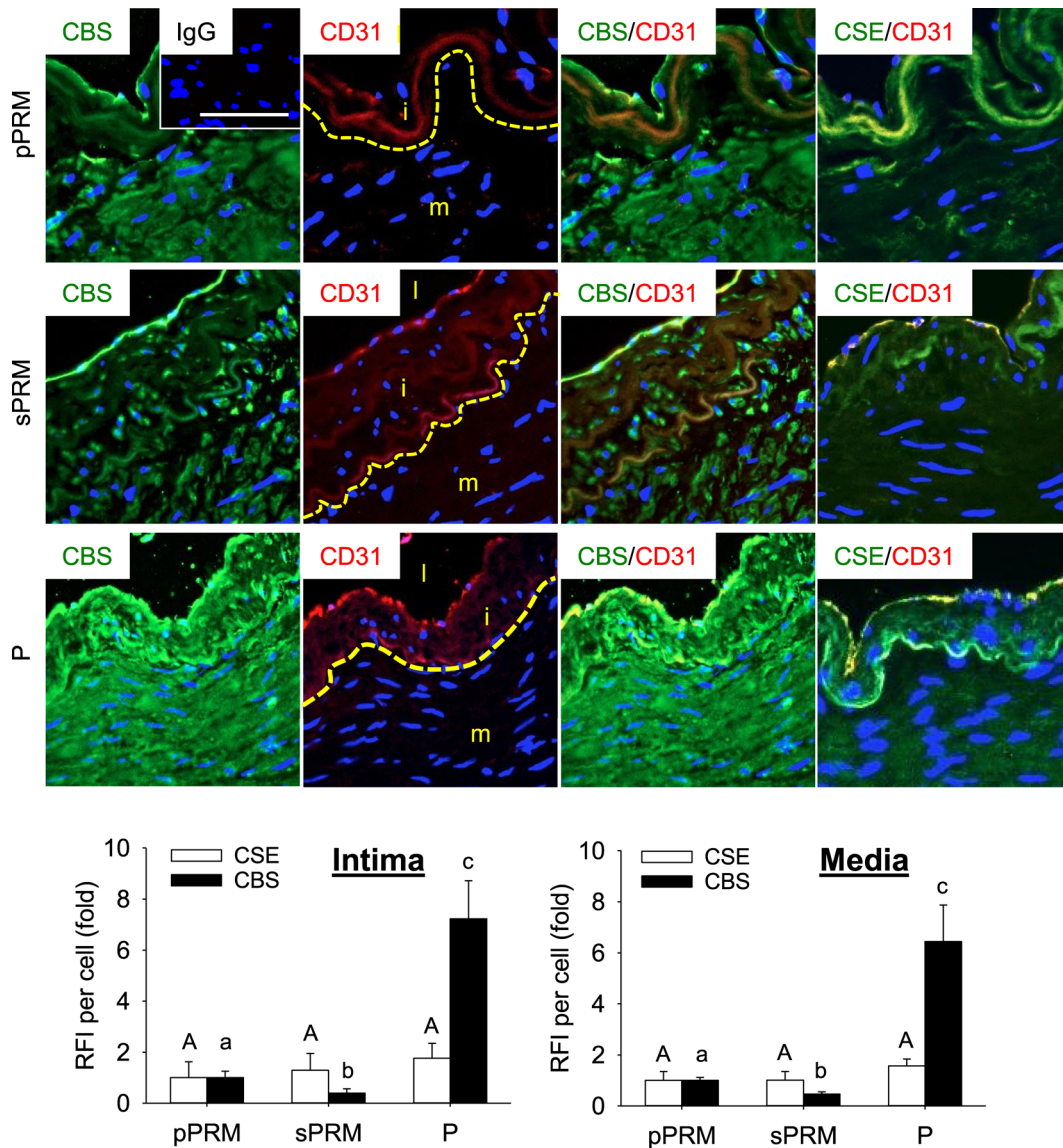 CBS IgG CD31 CBS/CD31 CSE/CD31
pPRM
i
m
CBS CD31 CBS/CD31 CSE/CD31
sPRM
l
i
m
CBS CD31 CBS/CD31 CSE/CD31
P
l
i
m
Intima
CSE
CBS
RFI per cell (fold)
10
8
6
4
2
0
A a A b A c
pPRM sPRM P
Media
CSE
CBS
RFI per cell (fold)
10
8
6
4
2
0
A a A b A c
pPRM sPRM P